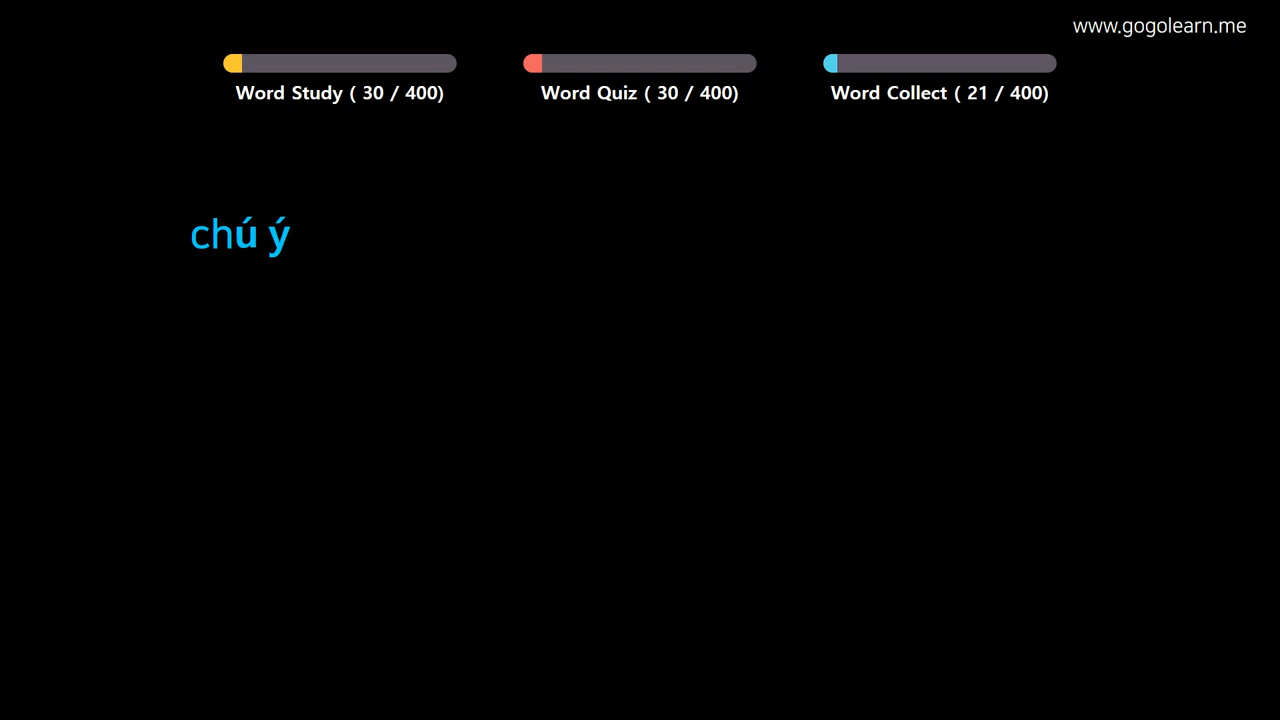 www.gogolearn.me
Word Study ( 30 / 400)
Word Quiz ( 30 / 400)
Word Collect ( 21 / 400)
chú ý